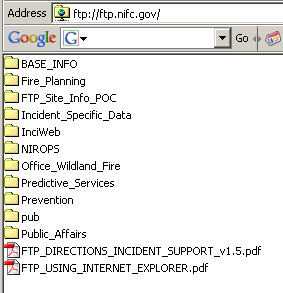 Address ftp://ftp.nifc.gov/
Google G Go
BASE_INFO
Fire_Planning
FTP_Site_Info_POC
Incident_Specific_Data
InciWeb
NIROPS
Office_Wildland_Fire
Predictive_Services
Prevention
pub
Public_Affairs
FTP_DIRECTIONS_INCIDENT_SUPPORT_v1.5.pdf
FTP_USING_INTERNET_EXPLORER.pdf